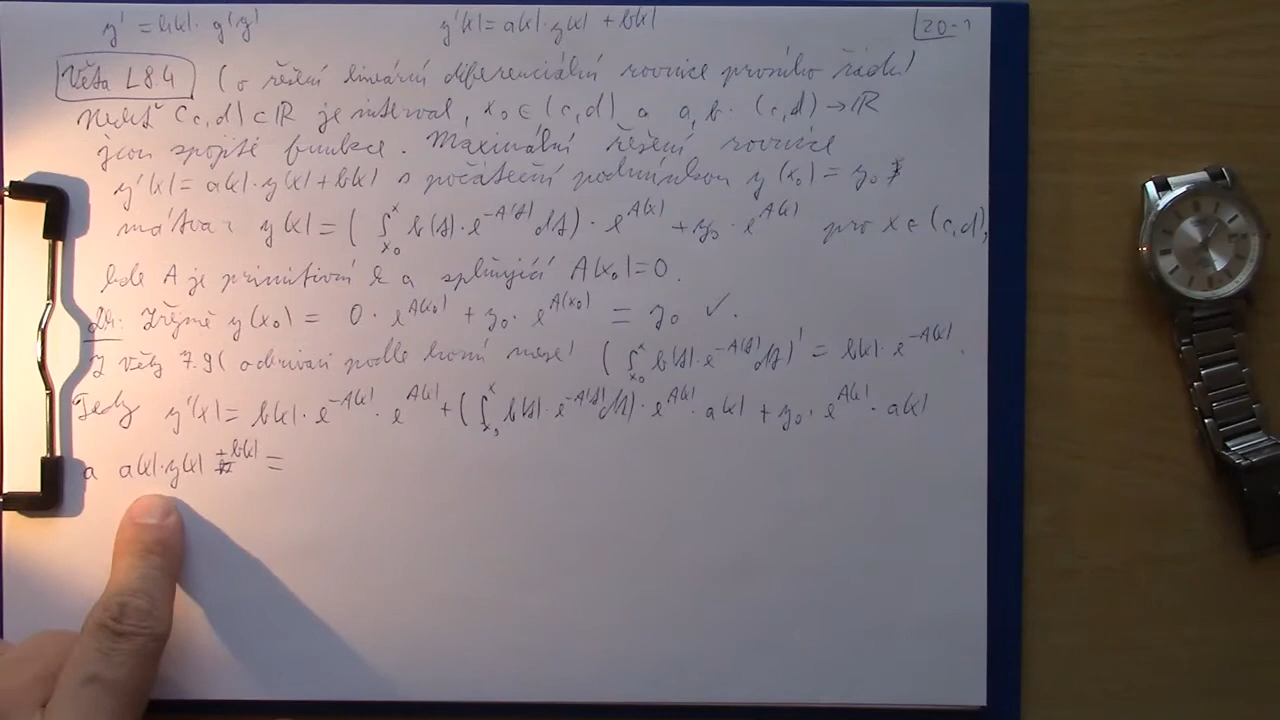 y' = h(x) · g(y) y'(x) = a(x) · y(x) + b(x) 20-1
Věta L8.4 (o řešení lineární diferenciální rovnice prvního řádu)
Nechť (c,d) ⊂ ℝ je interval, x₀ ∈ (c,d) a a,b: (c,d) → ℝ
jsou spojité funkce. Maximální řešení rovnice
y'(x) = a(x)·y(x) + b(x) s počáteční podmínkou y(x₀) = y₀
má tvar y(x) = ( ∫_{x₀}^{x} b(s)·e^{-A(s)} ds ) · e^{A(x)} + y₀ · e^{A(x)} pro x ∈ (c,d),
kde A je primitivní k a splňující A(x₀) = 0.
Dk: Zřejmě y(x₀) = 0 · e^{A(x₀)} + y₀ · e^{A(x₀)} = y₀ ✓.
Z věty 7.9 (o derivaci podle horní meze) ( ∫_{x₀}^{x} b(s)·e^{-A(s)} ds )' = b(x)·e^{-A(x)}.
Tedy y'(x) = b(x)·e^{-A(x)}·e^{A(x)} + ( ∫_{x₀}^{x} b(s)·e^{-A(s)} ds )·e^{A(x)}·a(x) + y₀·e^{A(x)}·a(x)
a a(x)·y(x) + b(x) =